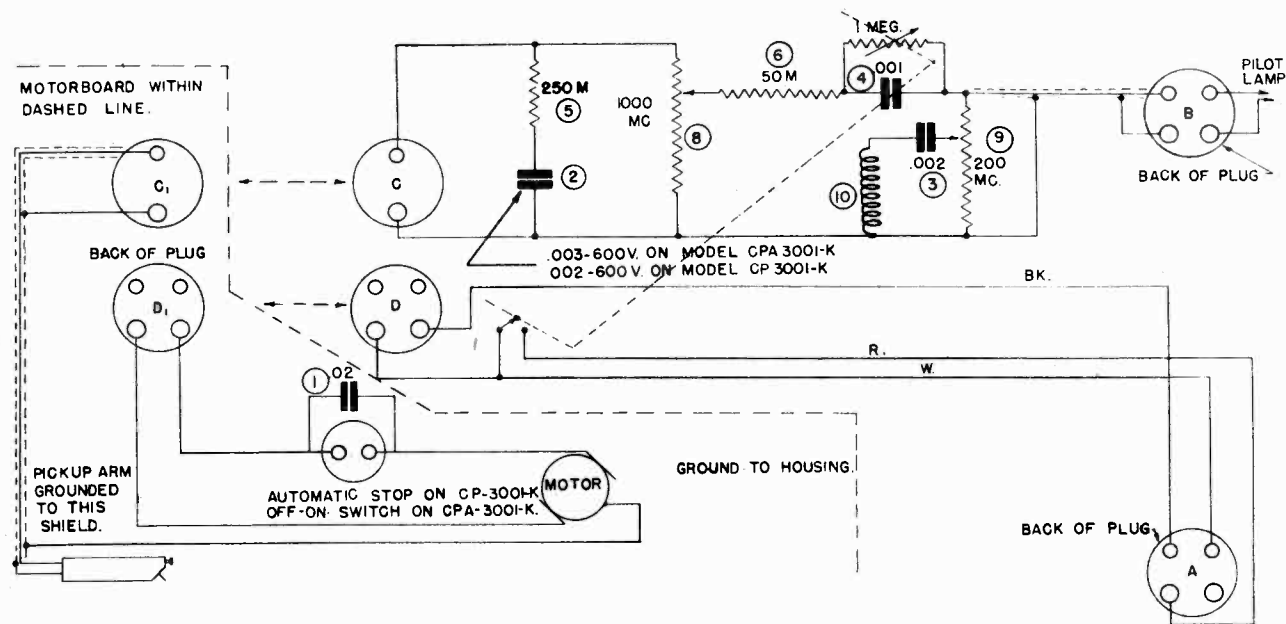 MOTORBOARD WITHIN
DASHED LINE.
C1
BACK OF PLUG
D1
C
D
250 M
5
2
1000
MC
8
6
50 M
1 MEG.
4
.001
.002
3
9
200
MC.
10
B
PILOT
LAMP
BACK OF PLUG
.003-600V. ON MODEL CPA 3001-K
.002-600V. ON MODEL CP 3001-K
BK.
R.
W.
1
.02
AUTOMATIC STOP ON CP-3001-K
OFF-ON SWITCH ON CPA-3001-K.
MOTOR
GROUND TO HOUSING.
PICKUP ARM
GROUNDED
TO THIS
SHIELD.
BACK OF PLUG
A